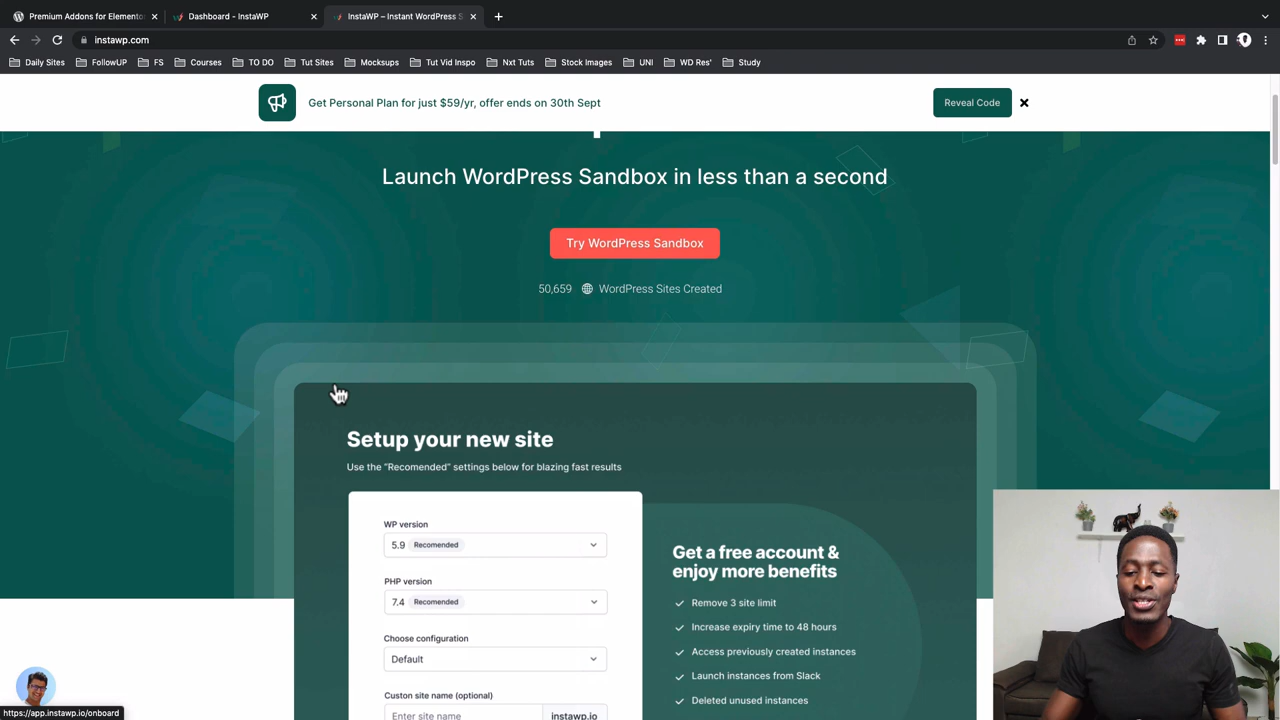 Premium Addons for Elemento
Dashboard - InstaWP
InstaWP – Instant WordPress S
instawp.com
Daily Sites
FollowUP
FS
Courses
TO DO
Tut Sites
Mocksups
Tut Vid Inspo
Nxt Tuts
Stock Images
UNI
WD Res'
Study
Get Personal Plan for just $59/yr, offer ends on 30th Sept
Reveal Code
Launch WordPress Sandbox in less than a second
Try WordPress Sandbox
50,659 WordPress Sites Created
Setup your new site
Use the “Recomended” settings below for blazing fast results
WP version
5.9 Recomended
PHP version
7.4 Recomended
Choose configuration
Default
Custon site name (optional)
Enter site name
instawp.io
Get a free account &
enjoy more benefits
Remove 3 site limit
Increase expiry time to 48 hours
Access previously created instances
Launch instances from Slack
Deleted unused instances
https://app.instawp.io/onboard